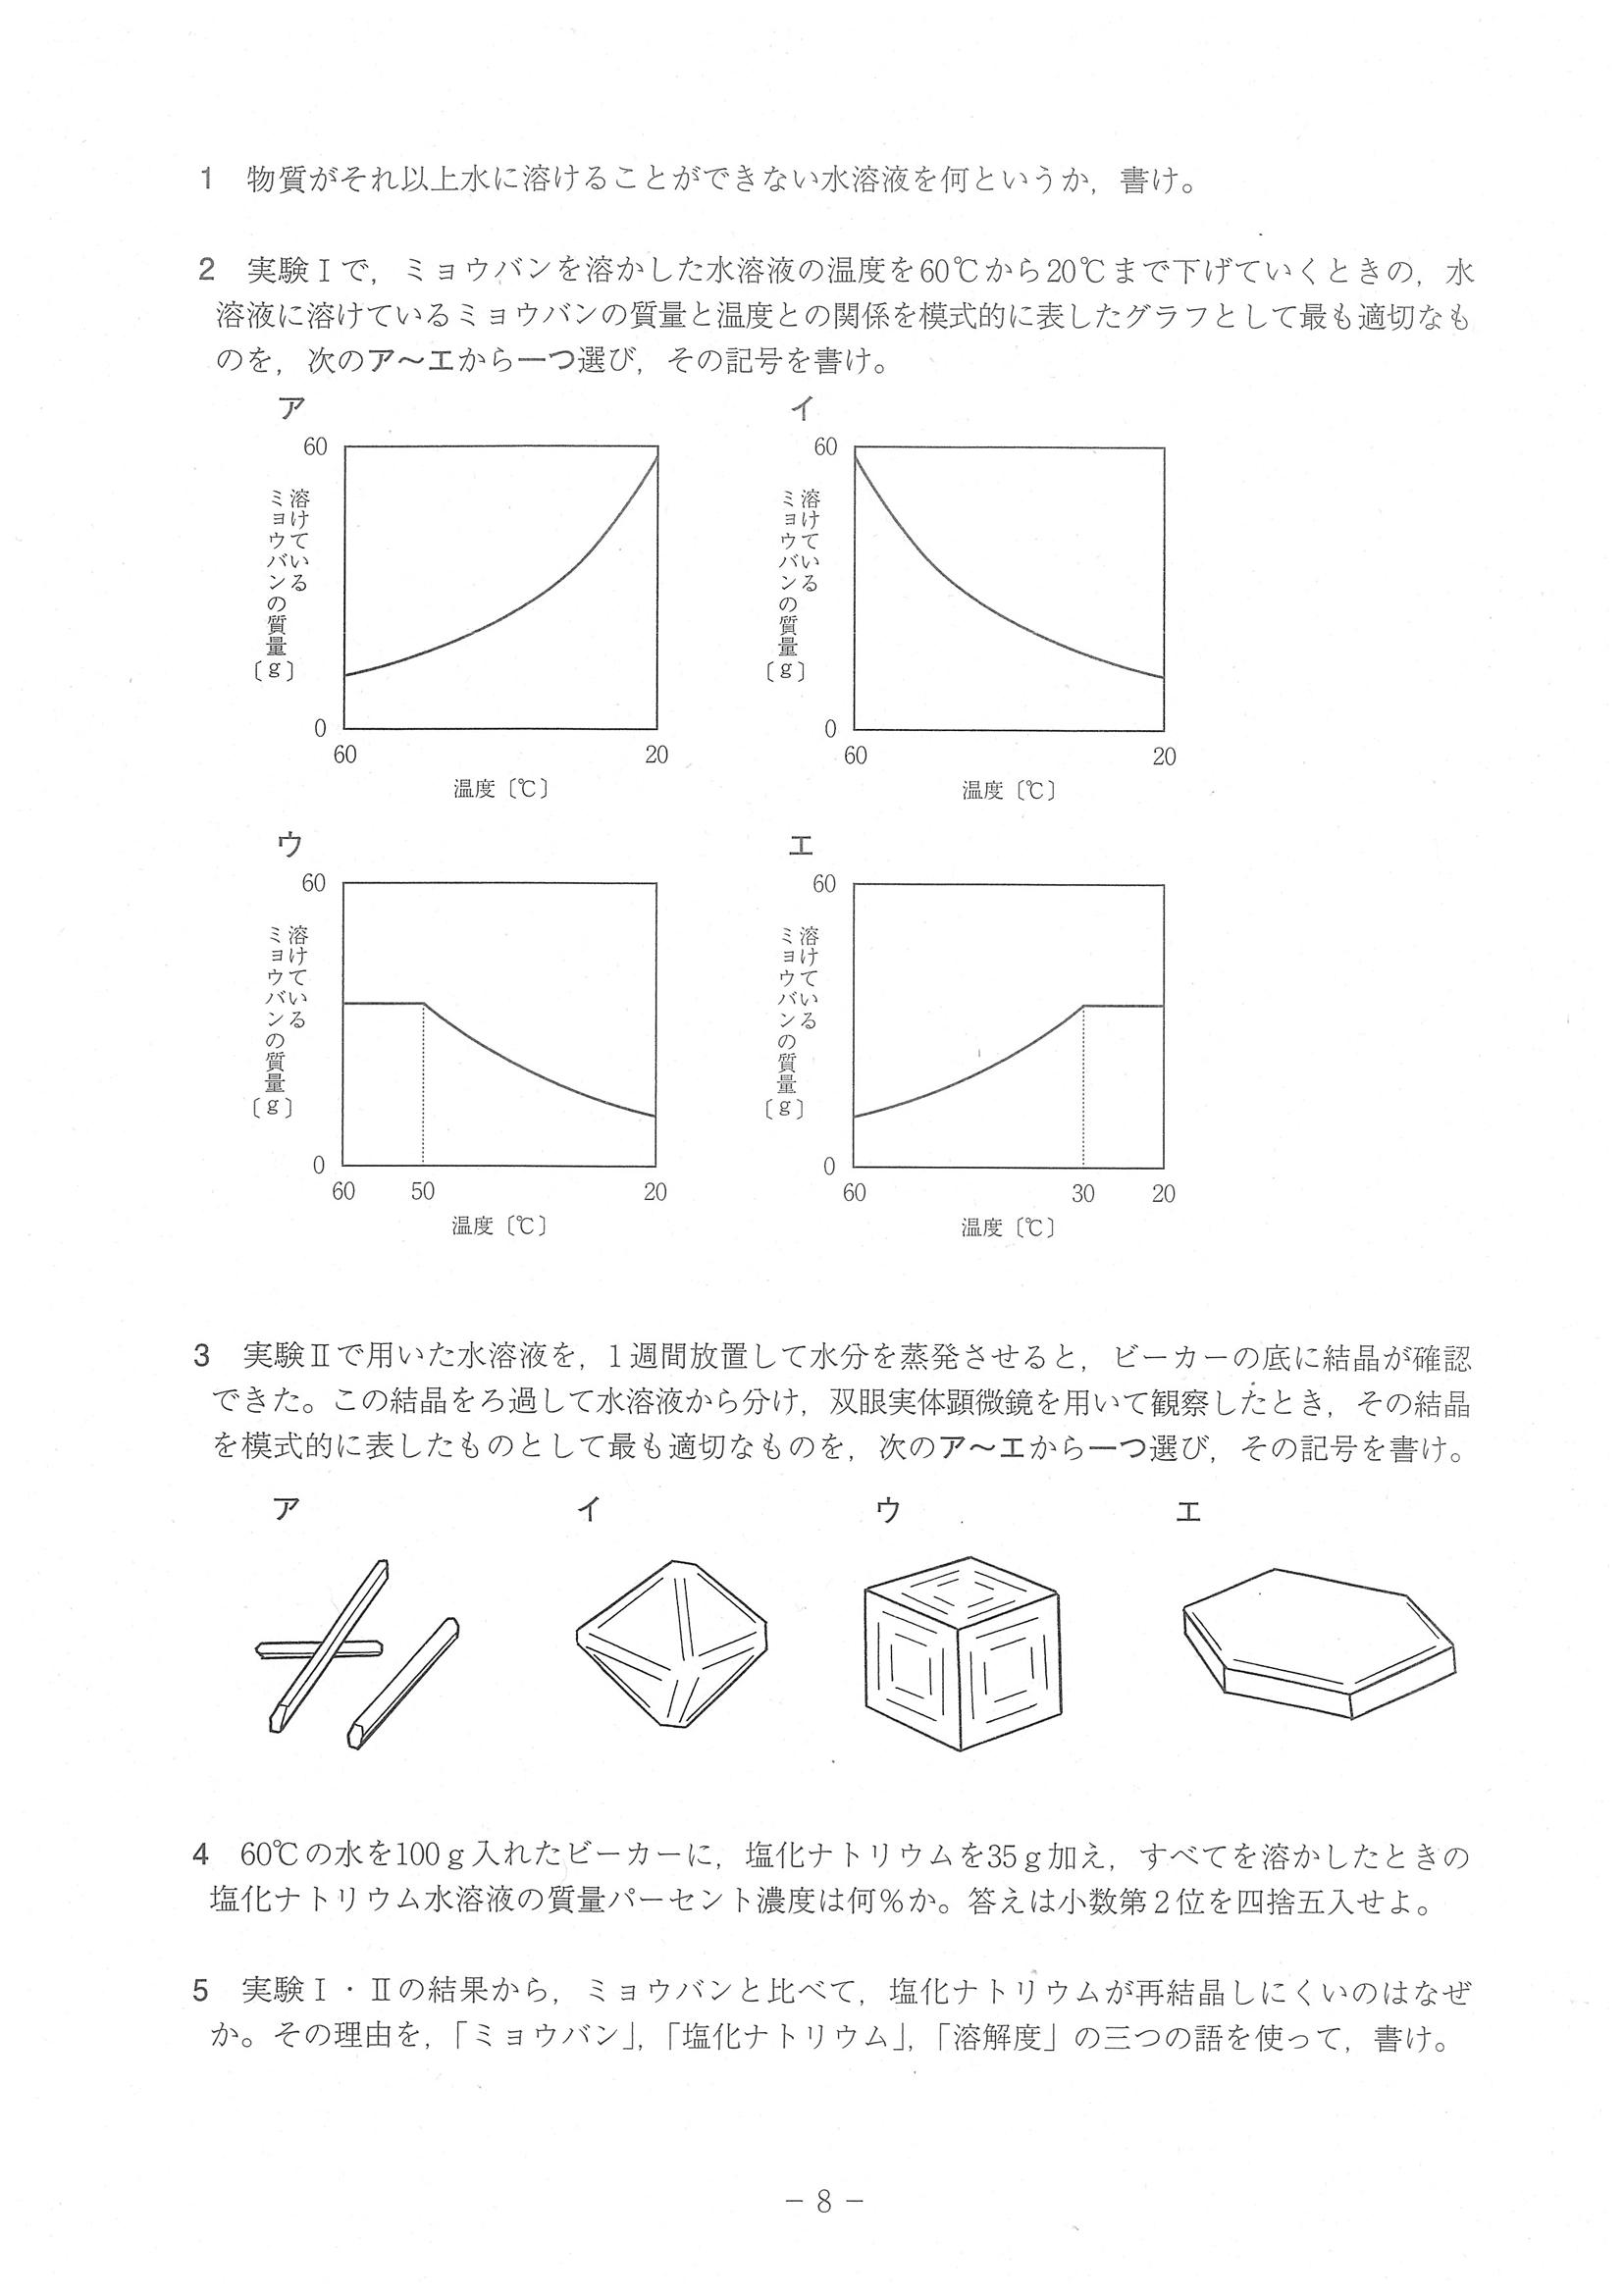 1 物質がそれ以上水に溶けることができない水溶液を何というか，書け。
2 実験Ⅰで，ミョウバンを溶かした水溶液の温度を60℃から20℃まで下げていくときの，水
溶液に溶けているミョウバンの質量と温度との関係を模式的に表したグラフとして最も適切なも
のを，次のア～エから一つ選び，その記号を書け。
ア
60
溶けている
ミョウバンの質量
〔g〕
0
60 20
温度〔℃〕
イ
60
溶けている
ミョウバンの質量
〔g〕
0
60 20
温度〔℃〕
ウ
60
溶けている
ミョウバンの質量
〔g〕
0
60 50 20
温度〔℃〕
エ
60
溶けている
ミョウバンの質量
〔g〕
0
60 30 20
温度〔℃〕
3 実験Ⅱで用いた水溶液を，1週間放置して水分を蒸発させると，ビーカーの底に結晶が確認
できた。この結晶をろ過して水溶液から分け，双眼実体顕微鏡を用いて観察したとき，その結晶
を模式的に表したものとして最も適切なものを，次のア～エから一つ選び，その記号を書け。
ア イ ウ エ
4 60℃の水を100g入れたビーカーに，塩化ナトリウムを35g加え，すべてを溶かしたときの
塩化ナトリウム水溶液の質量パーセント濃度は何％か。答えは小数第2位を四捨五入せよ。
5 実験Ⅰ・Ⅱの結果から，ミョウバンと比べて，塩化ナトリウムが再結晶しにくいのはなぜ
か。その理由を，「ミョウバン」，「塩化ナトリウム」，「溶解度」の三つの語を使って，書け。
－8－